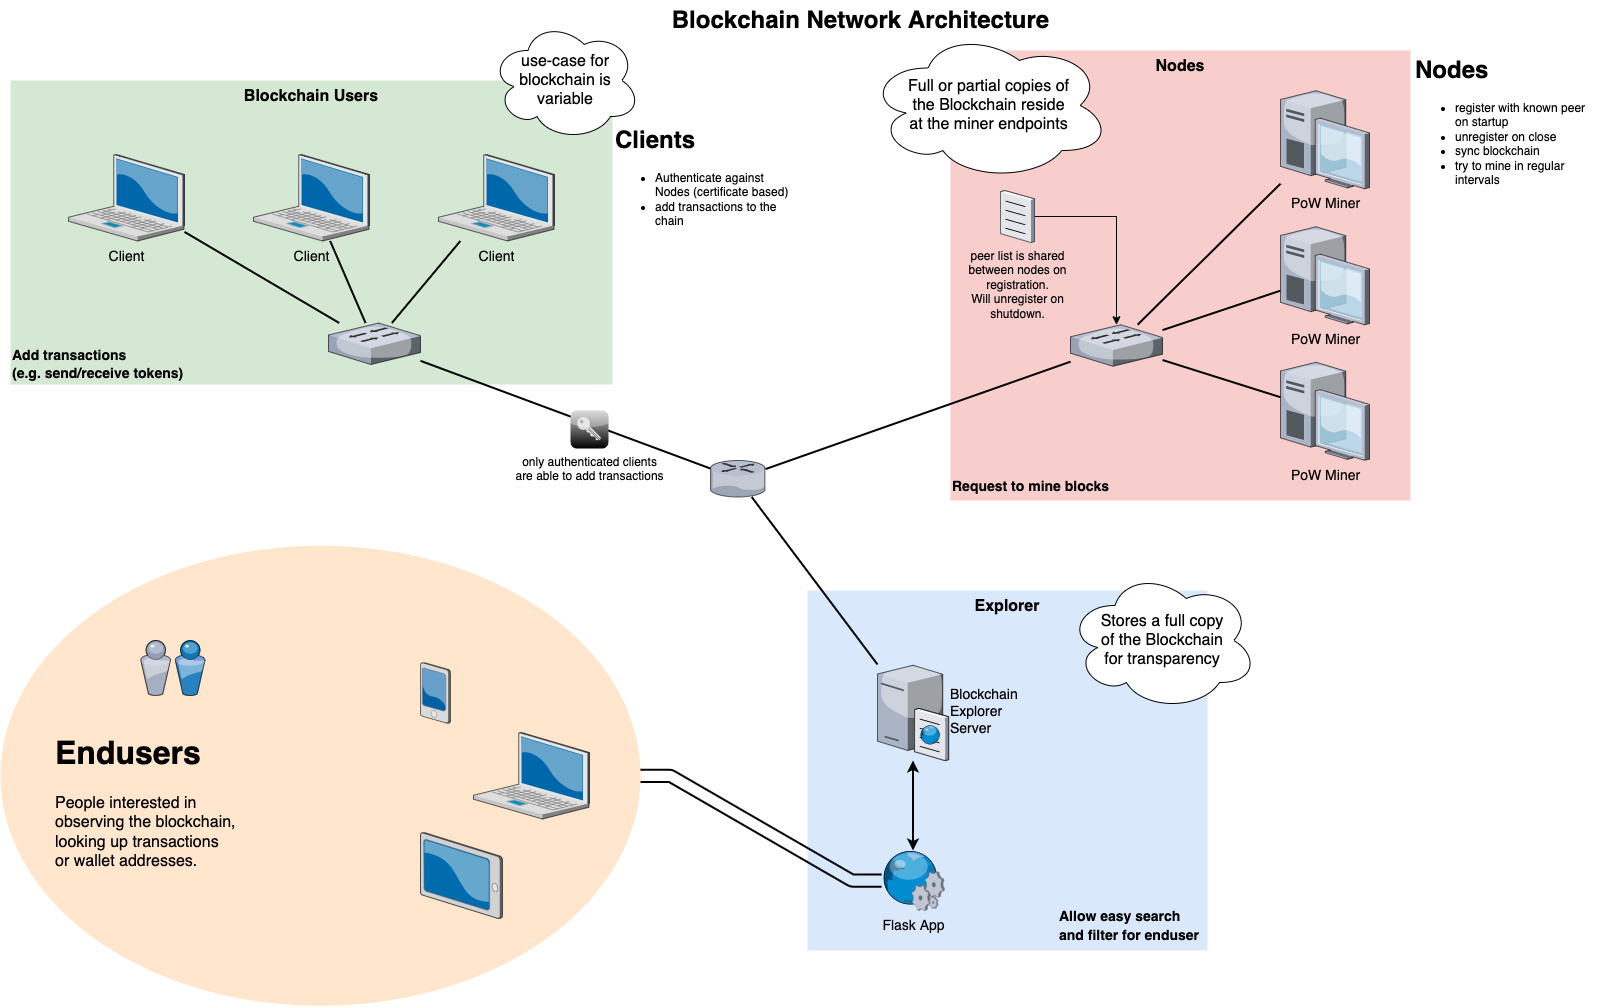 Blockchain Network Architecture
use-case for
blockchain is
variable
Blockchain Users
Clients
• Authenticate against
Nodes (certificate based)
• add transactions to the
chain
Client
Client
Client
Add transactions
(e.g. send/receive tokens)
Full or partial copies of
the Blockchain reside
at the miner endpoints
Nodes
Nodes
• register with known peer
on startup
• unregister on close
• sync blockchain
• try to mine in regular
intervals
PoW Miner
peer list is shared
between nodes on
registration.
Will unregister on
shutdown.
PoW Miner
PoW Miner
Request to mine blocks
only authenticated clients
are able to add transactions
Endusers
People interested in
observing the blockchain,
looking up transactions
or wallet addresses.
Explorer
Stores a full copy
of the Blockchain
for transparency
Blockchain
Explorer
Server
Flask App
Allow easy search
and filter for enduser